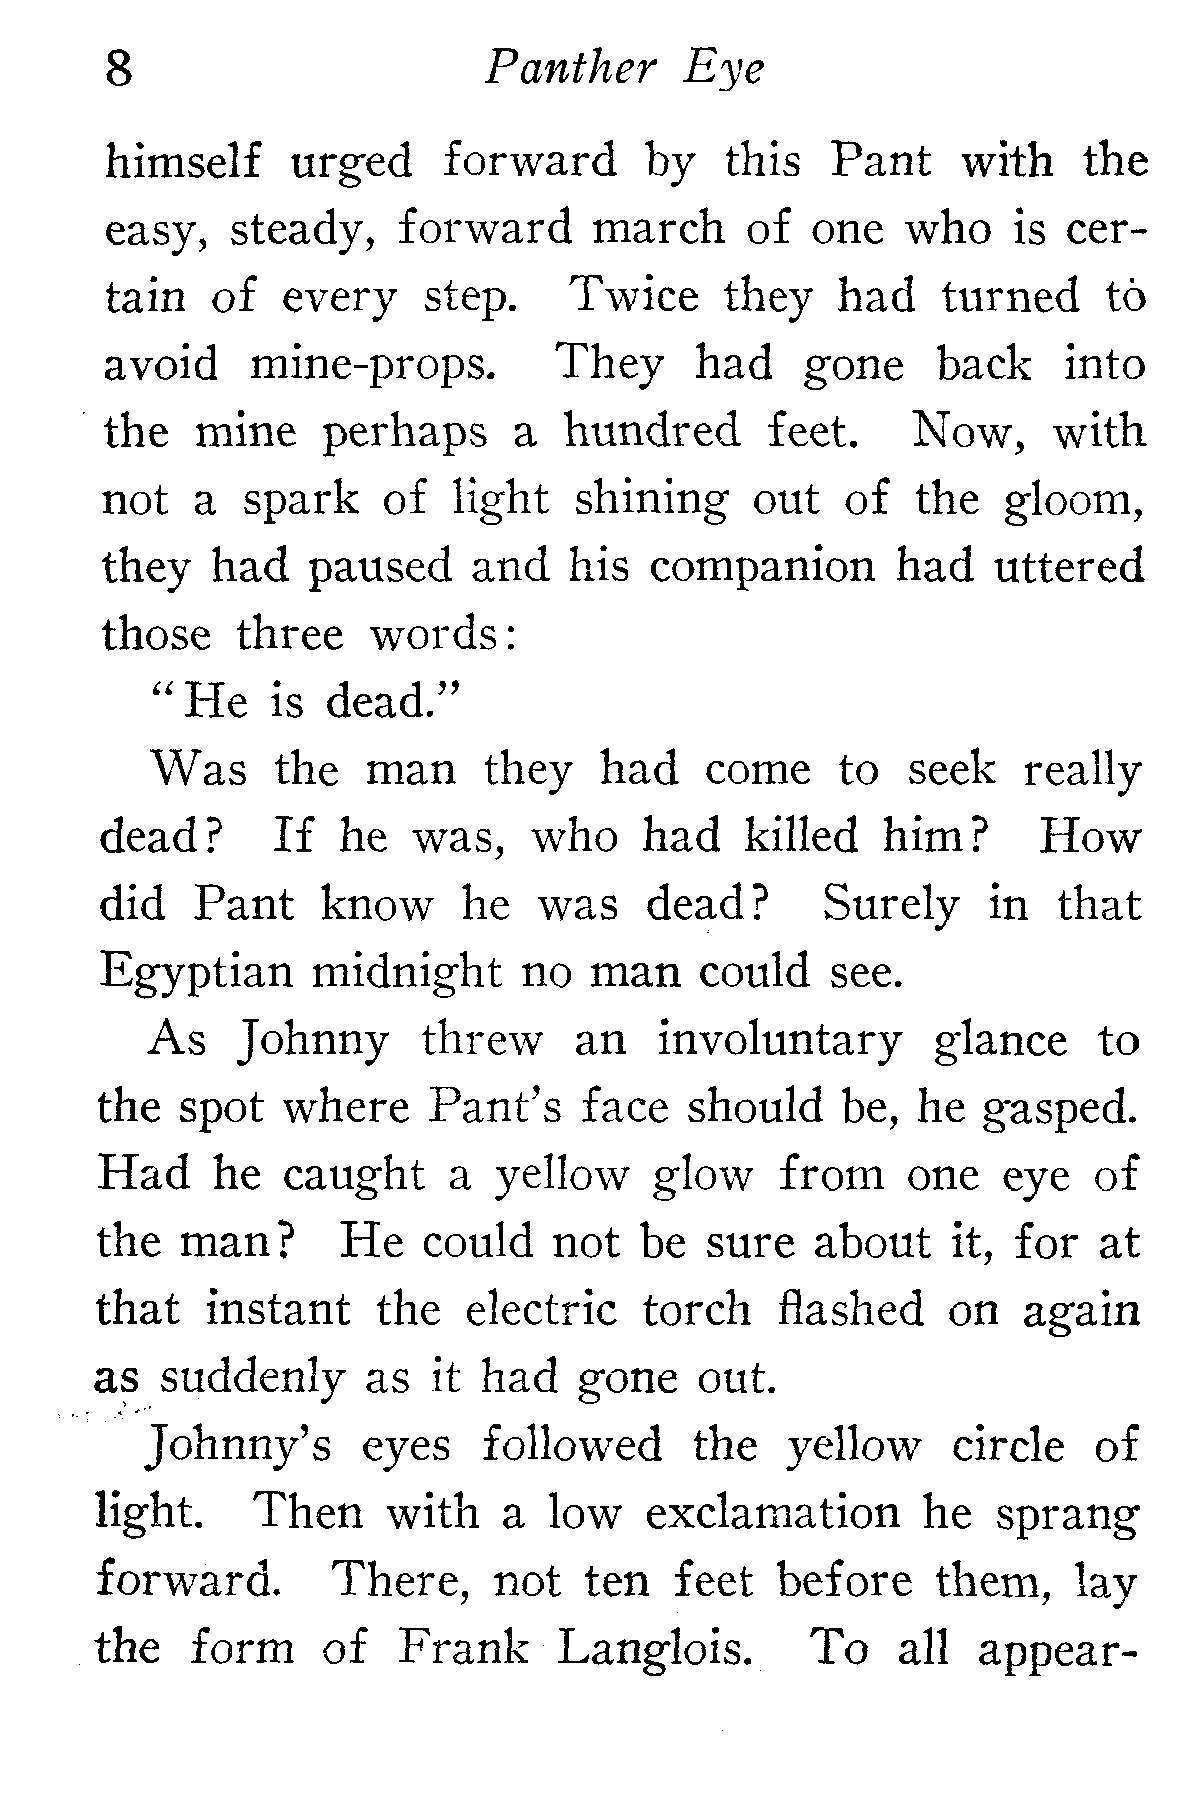 8 Panther Eye
himself urged forward by this Pant with the
easy, steady, forward march of one who is cer-
tain of every step. Twice they had turned to
avoid mine-props. They had gone back into
the mine perhaps a hundred feet. Now, with
not a spark of light shining out of the gloom,
they had paused and his companion had uttered
those three words:
"He is dead."
Was the man they had come to seek really
dead? If he was, who had killed him? How
did Pant know he was dead? Surely in that
Egyptian midnight no man could see.
As Johnny threw an involuntary glance to
the spot where Pant's face should be, he gasped.
Had he caught a yellow glow from one eye of
the man? He could not be sure about it, for at
that instant the electric torch flashed on again
as suddenly as it had gone out.
Johnny's eyes followed the yellow circle of
light. Then with a low exclamation he sprang
forward. There, not ten feet before them, lay
the form of Frank Langlois. To all appear-